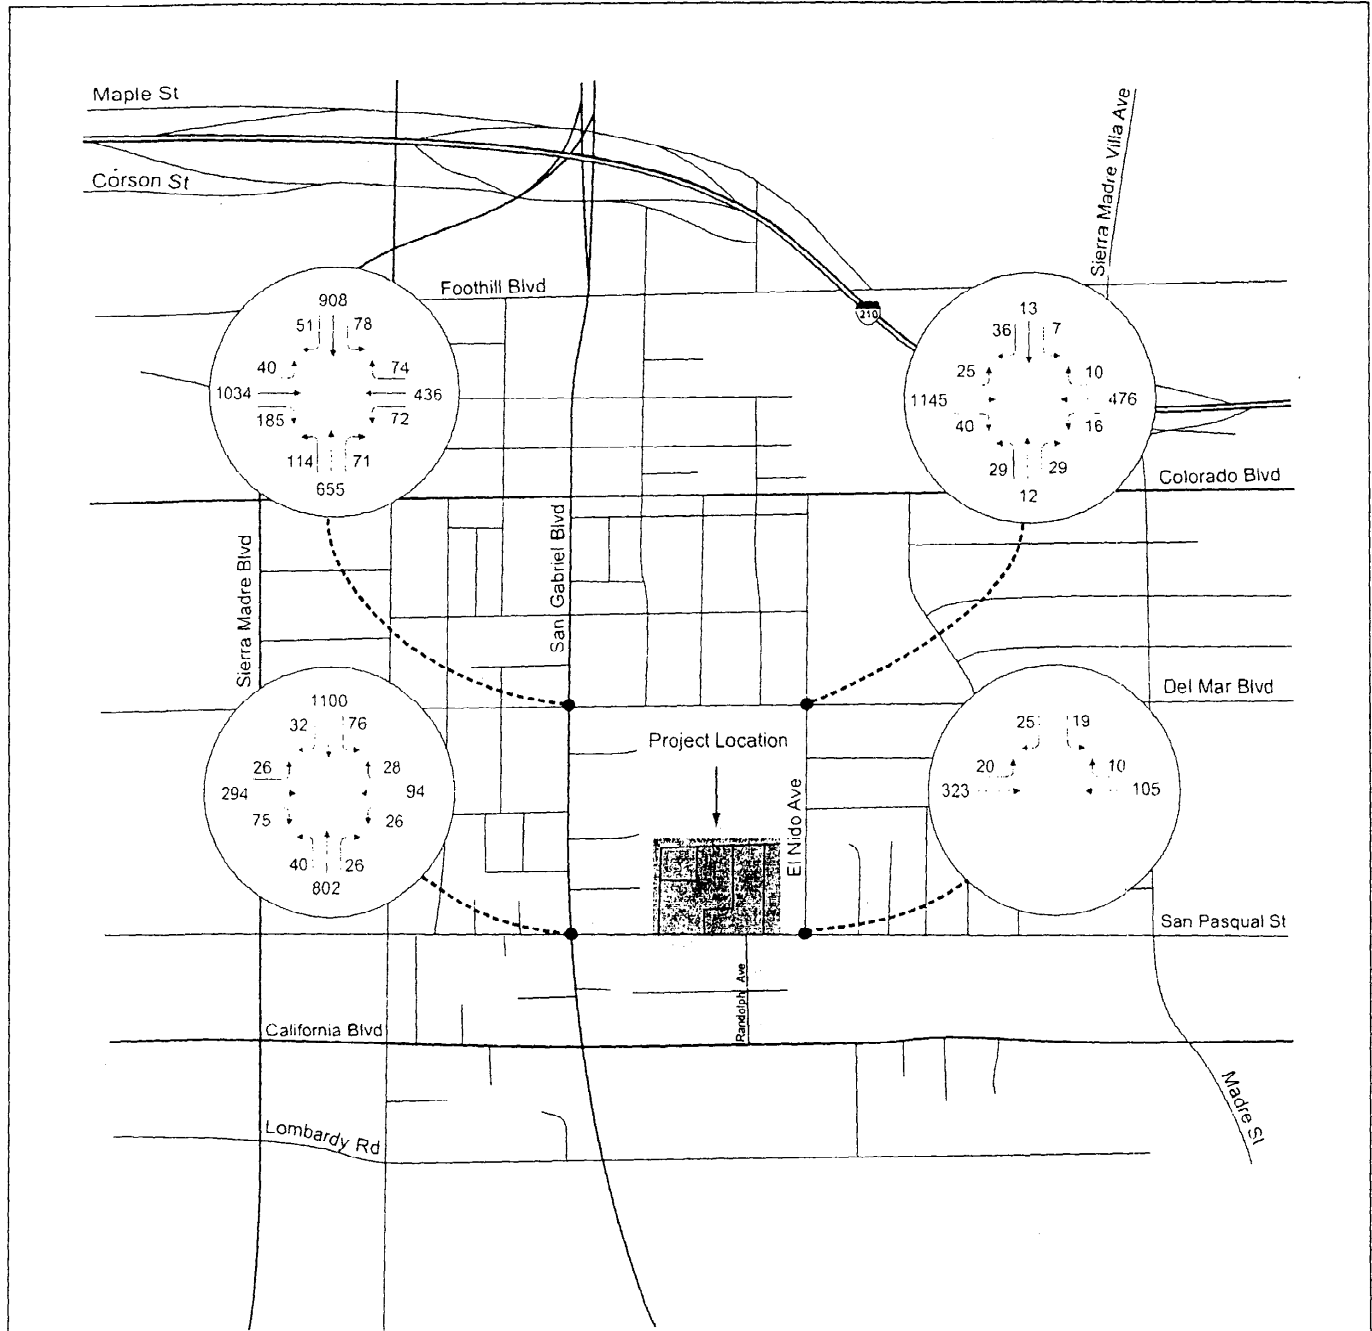 Maple St
Corson St
Sierra Madre Villa Ave
Foothill Blvd
210
908
51 78
40 74
1034 436
185 72
114 71
655
13
36 7
25 10
1145 476
40 16
29 29
12
Colorado Blvd
Sierra Madre Blvd
San Gabriel Blvd
Del Mar Blvd
1100
32 76
26 28
294 94
75 26
40 26
802
Project Location
El Nido Ave
25 19
20 10
323 105
San Pasqual St
Randolph Ave
California Blvd
Madre St
Lombardy Rd